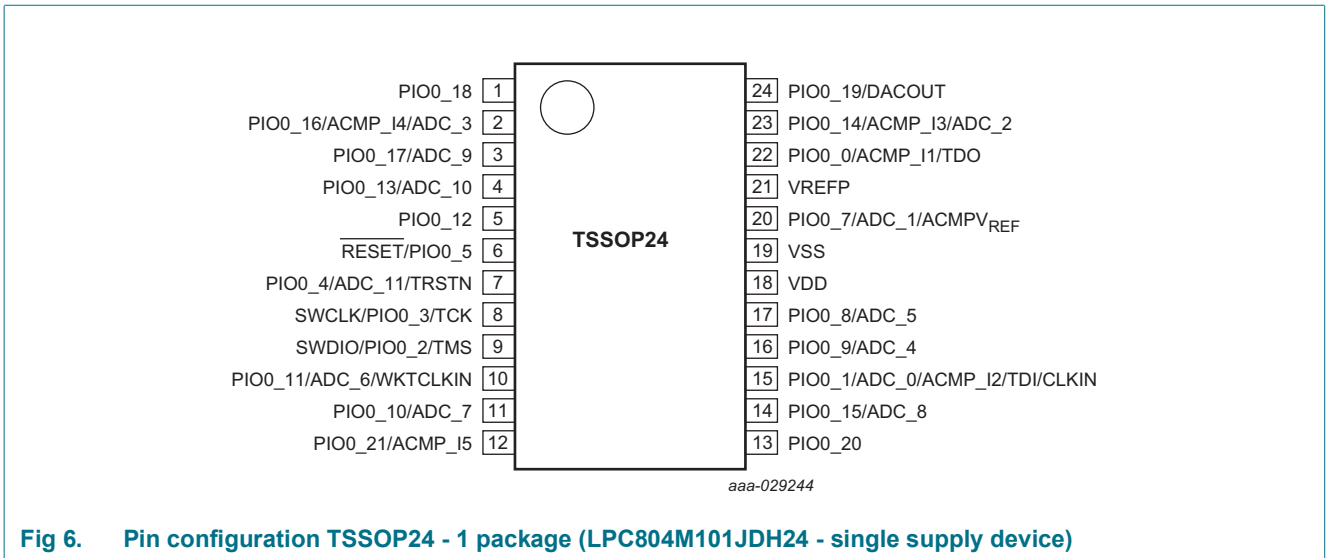 PIO0_18 1
PIO0_16/ACMP_I4/ADC_3 2
PIO0_17/ADC_9 3
PIO0_13/ADC_10 4
PIO0_12 5
RESET/PIO0_5 6
PIO0_4/ADC_11/TRSTN 7
SWCLK/PIO0_3/TCK 8
SWDIO/PIO0_2/TMS 9
PIO0_11/ADC_6/WKTCLKIN 10
PIO0_10/ADC_7 11
PIO0_21/ACMP_I5 12
TSSOP24
24 PIO0_19/DACOUT
23 PIO0_14/ACMP_I3/ADC_2
22 PIO0_0/ACMP_I1/TDO
21 VREFP
20 PIO0_7/ADC_1/ACMPVREF
19 VSS
18 VDD
17 PIO0_8/ADC_5
16 PIO0_9/ADC_4
15 PIO0_1/ADC_0/ACMP_I2/TDI/CLKIN
14 PIO0_15/ADC_8
13 PIO0_20
aaa-029244
Fig 6. Pin configuration TSSOP24 - 1 package (LPC804M101JDH24 - single supply device)